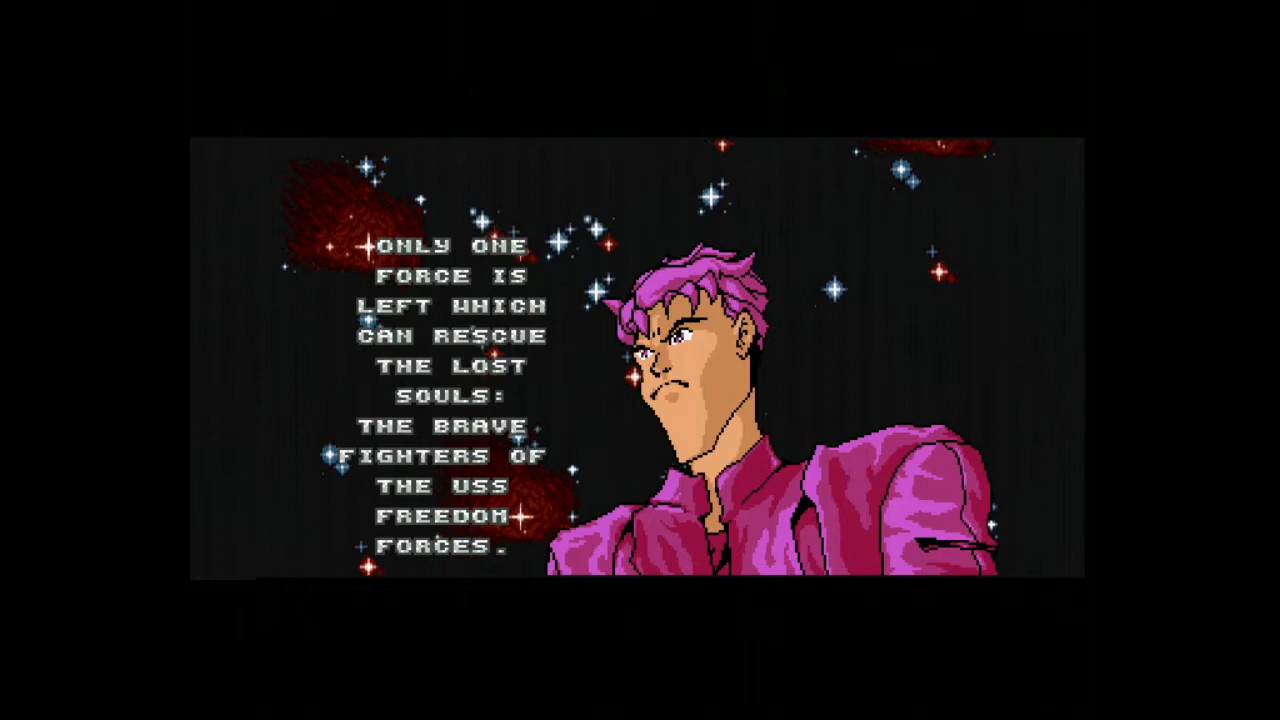 ONLY ONE
FORCE IS
LEFT WHICH
CAN RESCUE
THE LOST
SOULS:
THE BRAVE
FIGHTERS OF
THE USS
FREEDOM
FORCES.